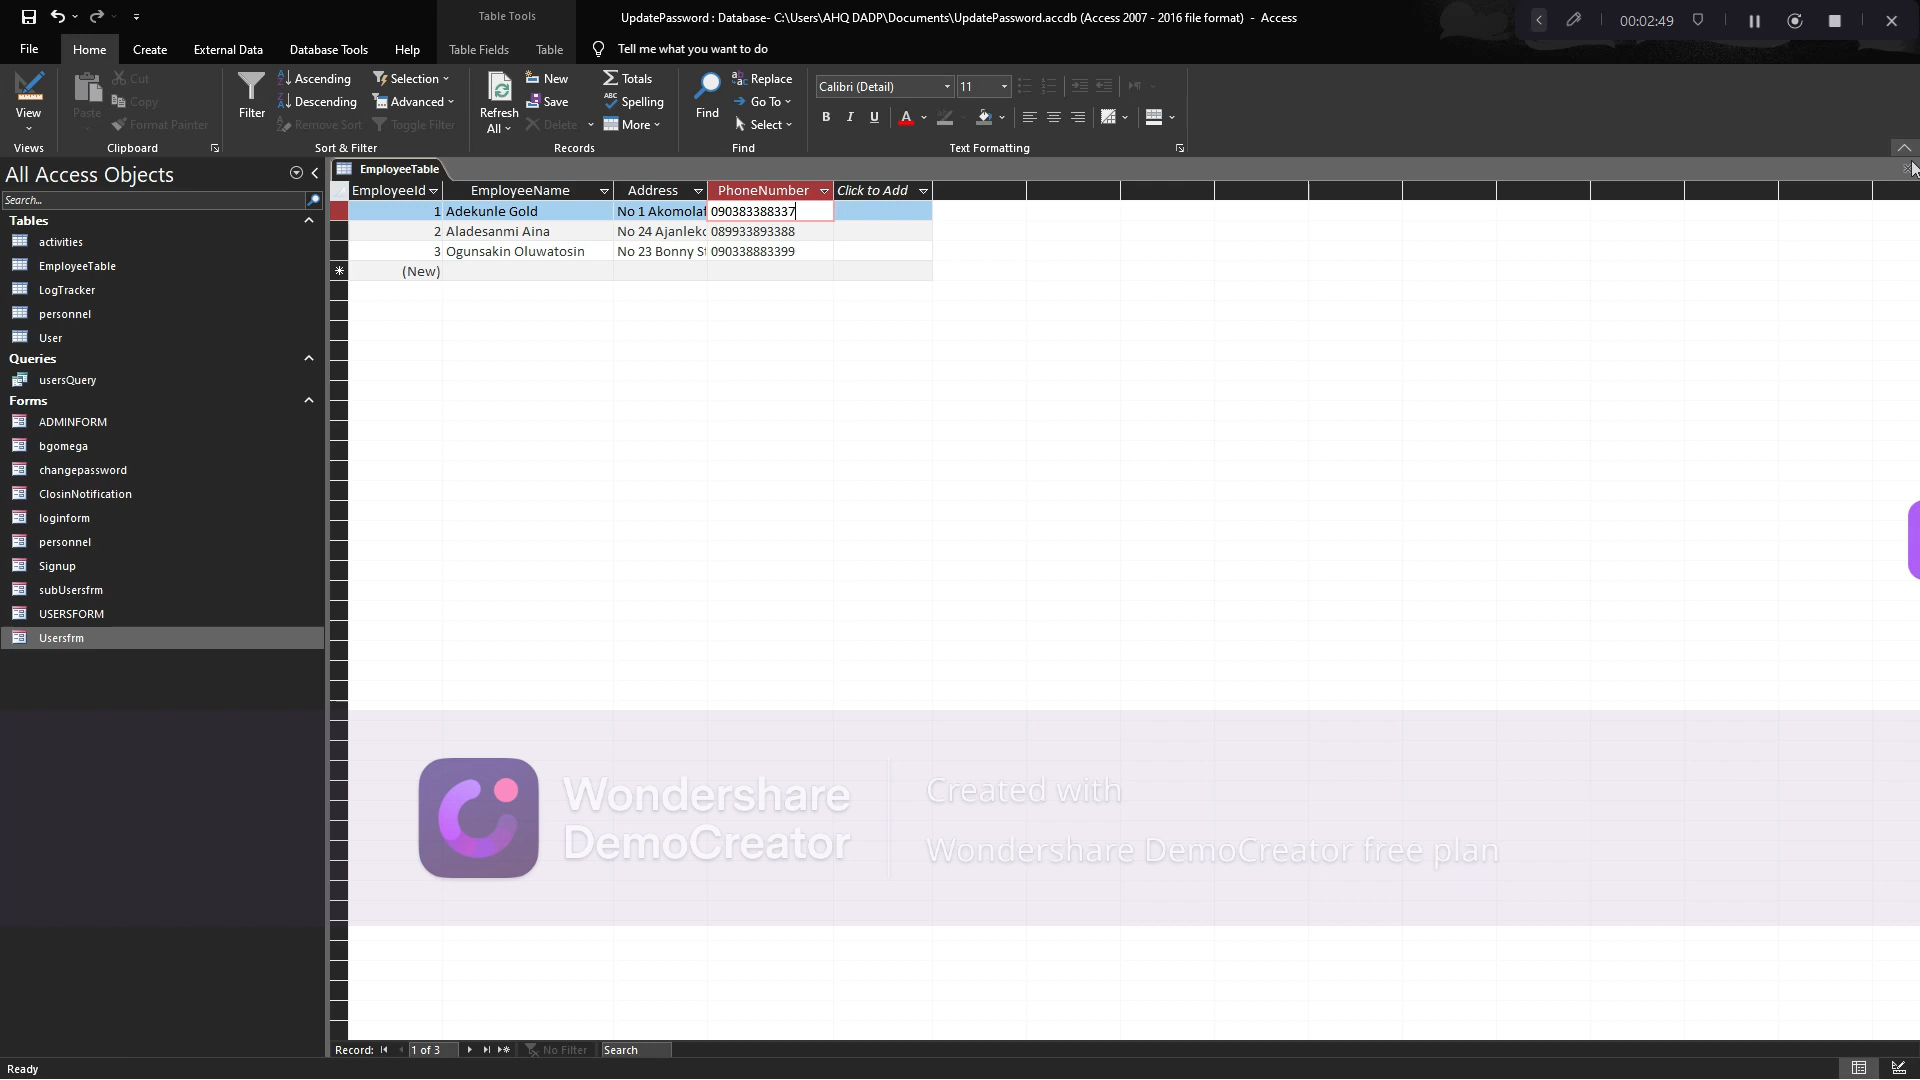 Table Tools
UpdatePassword : Database- C:\Users\AHQ DADP\Documents\UpdatePassword.accdb (Access 2007 - 2016 file format) - Access
00:02:49
File Home Create External Data Database Tools Help Table Fields Table Tell me what you want to do
View
Views
Paste
Cut
Copy
Format Painter
Clipboard
Filter
Ascending
Descending
Remove Sort
Selection
Advanced
Toggle Filter
Sort & Filter
Refresh
All
New
Save
Delete
Totals
Spelling
More
Records
Find
Replace
Go To
Select
Find
Calibri (Detail) 11
B I U
Text Formatting
All Access Objects
Search...
Tables
activities
EmployeeTable
LogTracker
personnel
User
Queries
usersQuery
Forms
ADMINFORM
bgomega
changepassword
ClosinNotification
loginform
personnel
Signup
subUsersfrm
USERSFORM
Usersfrm
EmployeeTable
EmployeeId EmployeeName Address PhoneNumber Click to Add
1 Adekunle Gold No 1 Akomolaf 090383388337
2 Aladesanmi Aina No 24 Ajanleko 089933893388
3 Ogunsakin Oluwatosin No 23 Bonny St 090338883399
(New)
Wondershare
DemoCreator
Created with
Wondershare DemoCreator free plan
Record: 1 of 3 No Filter Search
Ready